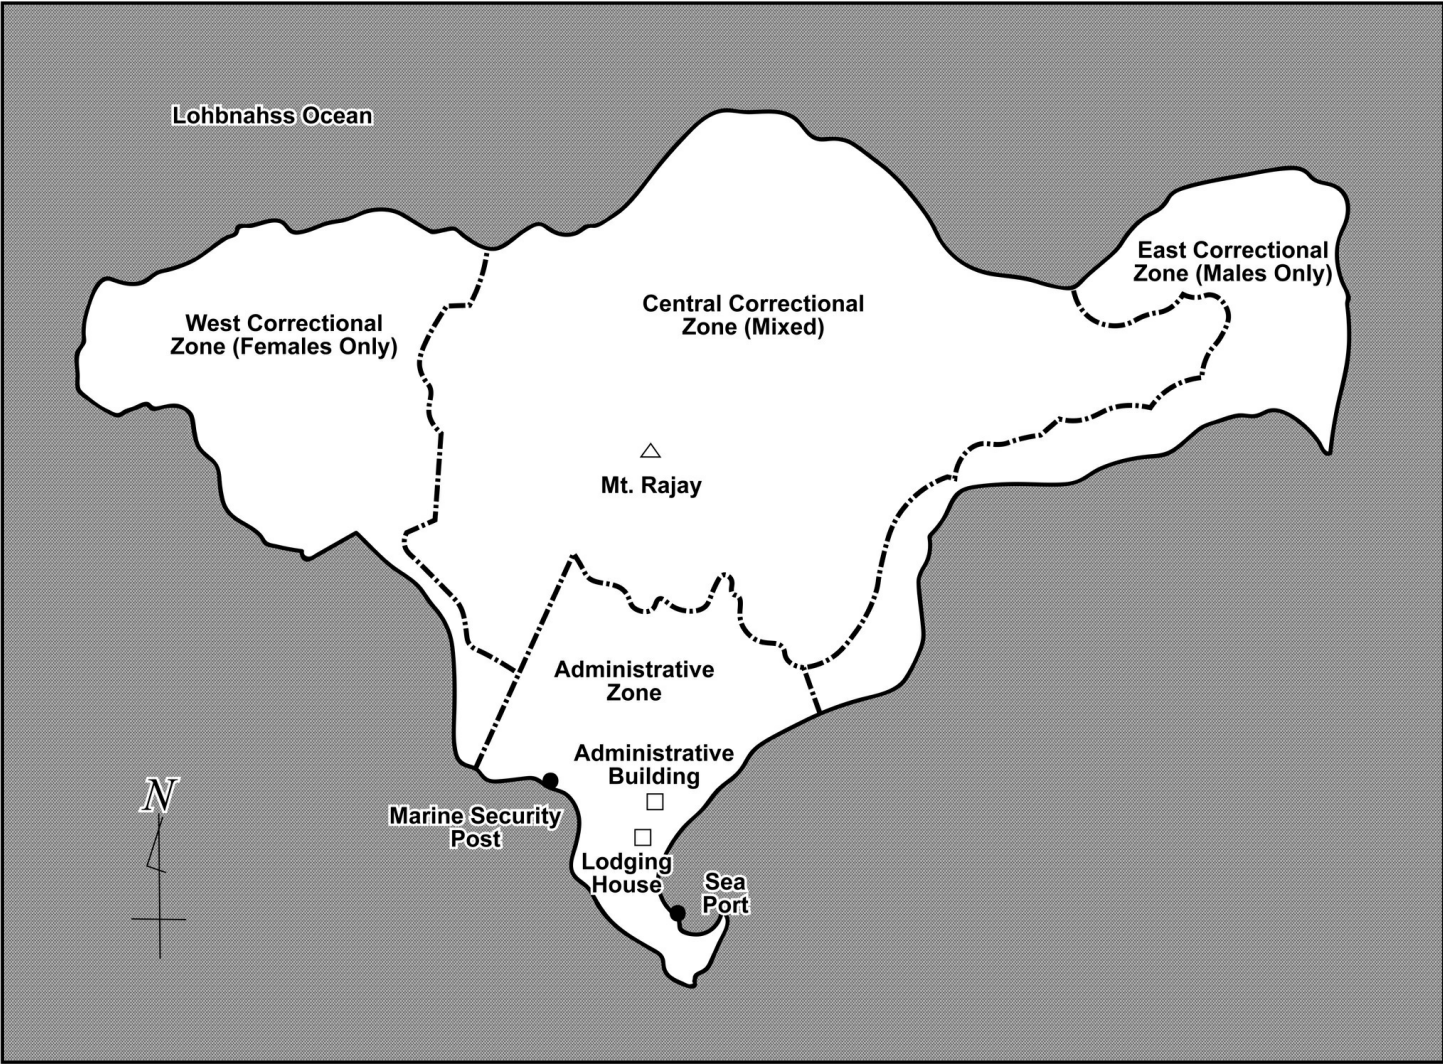 Lohbnahss Ocean
East Correctional
Zone (Males Only)
Central Correctional
Zone (Mixed)
West Correctional
Zone (Females Only)
Mt. Rajay
Administrative
Zone
Administrative
Building
N
Marine Security
Post
Lodging
House
Sea
Port